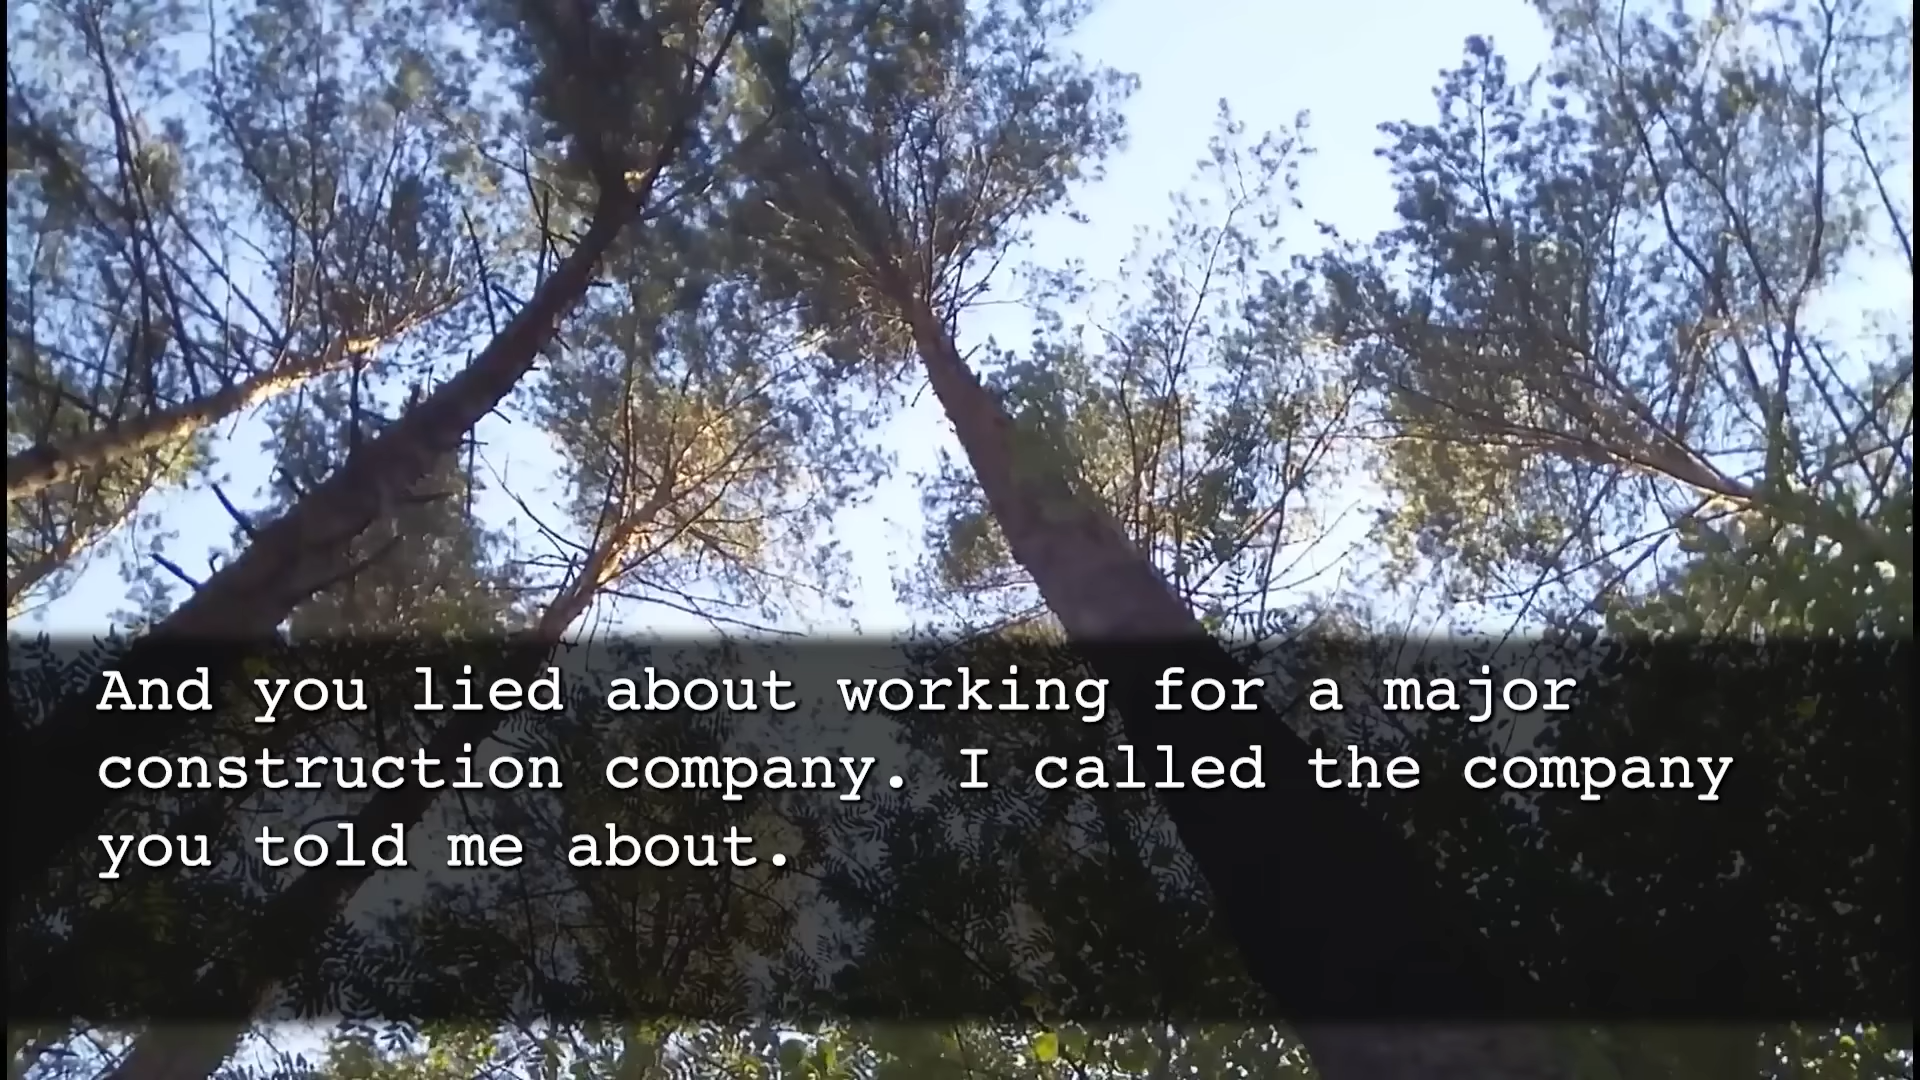 And you lied about working for a major
construction company. I called the company
you told me about.